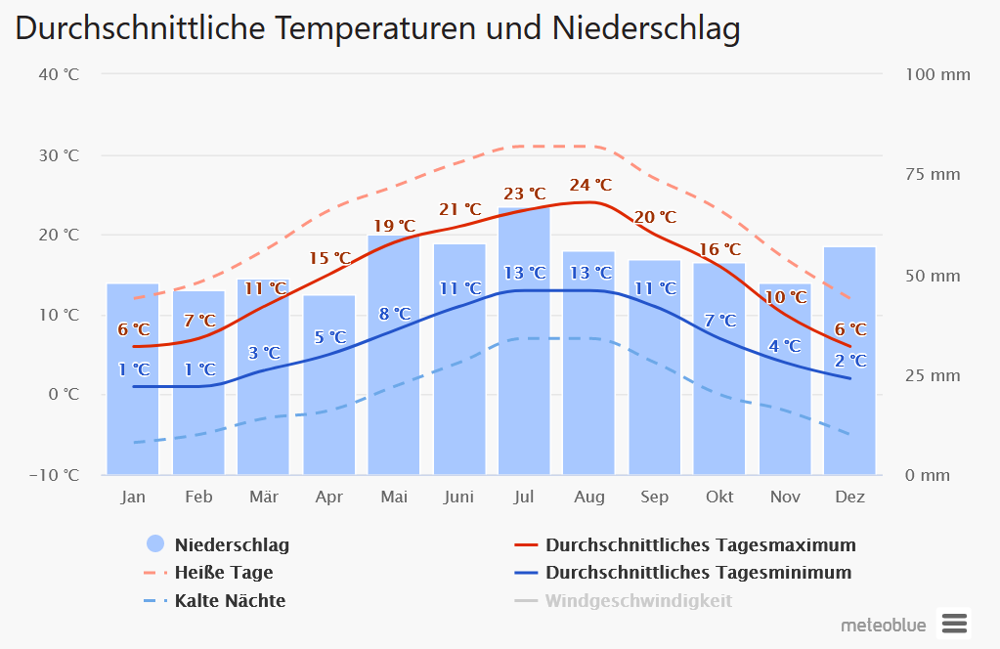 Durchschnittliche Temperaturen und Niederschlag
40 °C
100 mm
30 °C
75 mm
24 °C
23 °C
21 °C
20 °C
19 °C
20 °C
16 °C
15 °C
50 mm
13 °C
13 °C
11 °C
11 °C
11 °C
10 °C
10 °C
8 °C
7 °C
7 °C
6 °C
6 °C
5 °C
4 °C
3 °C
2 °C
1 °C
1 °C
25 mm
0 °C
−10 °C
0 mm
Jan Feb Mär Apr Mai Juni Jul Aug Sep Okt Nov Dez
Niederschlag
Durchschnittliches Tagesmaximum
Heiße Tage
Durchschnittliches Tagesminimum
Kalte Nächte
Windgeschwindigkeit
meteoblue